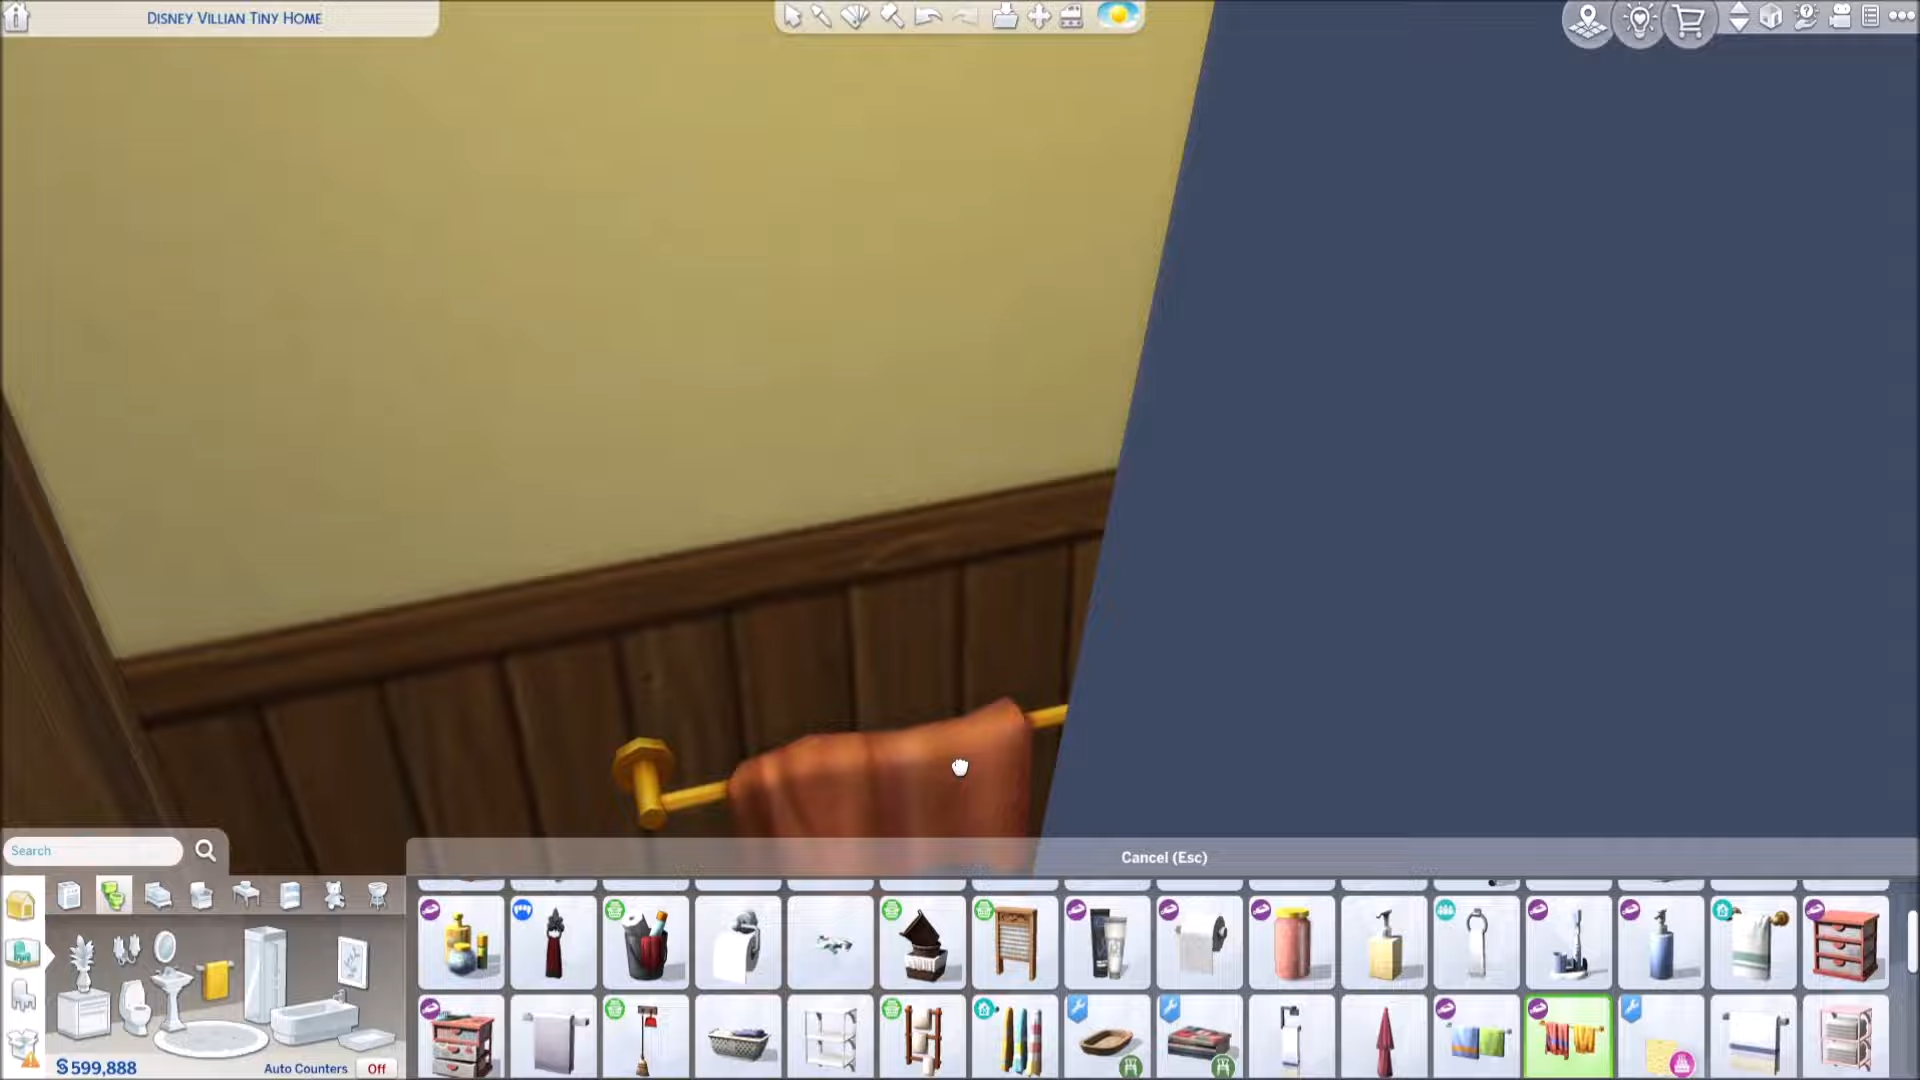 DISNEY VILLIAN TINY HOME
Search
Cancel (Esc)
$599,888
Auto Counters
Off